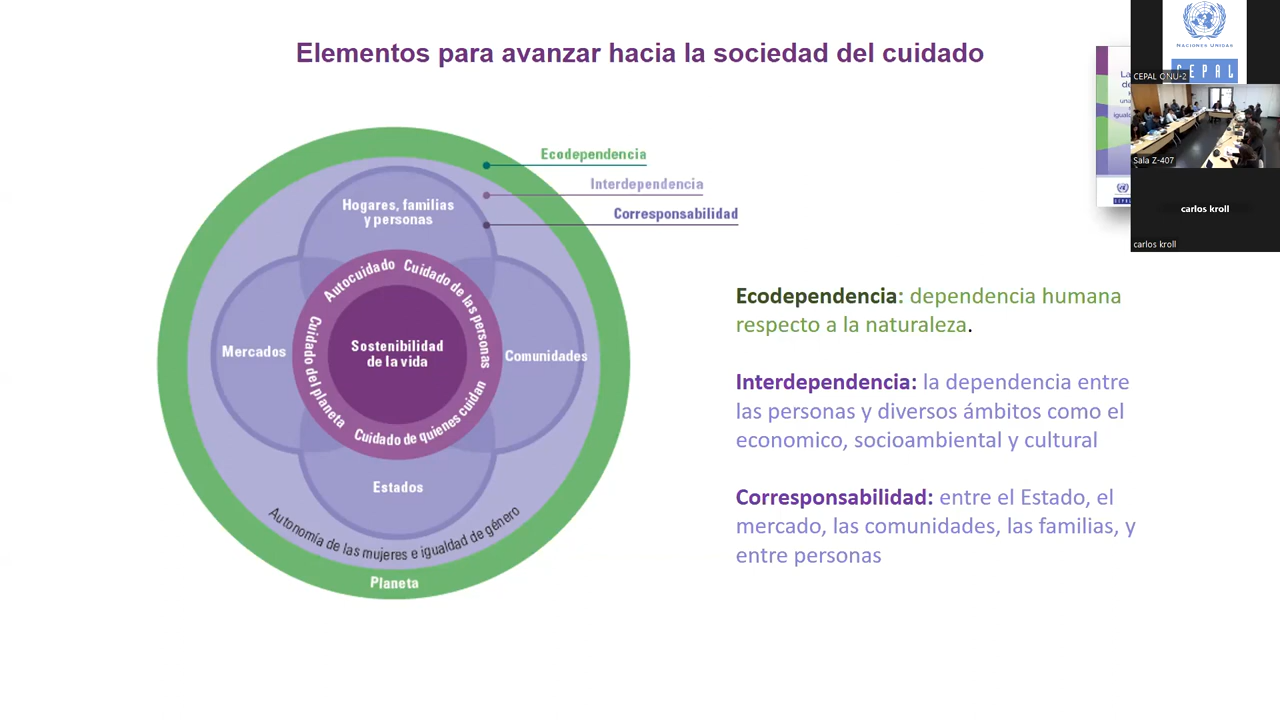 Elementos para avanzar hacia la sociedad del cuidado
Ecodependencia
Interdependencia
Corresponsabilidad
Hogares, familias
y personas
Autocuidado
Cuidado de las personas
Cuidado del planeta
Cuidado de quienes cuidan
Sostenibilidad
de la vida
Mercados
Comunidades
Estados
Autonomía de las mujeres e igualdad de género
Planeta
Ecodependencia: dependencia humana
respecto a la naturaleza.
Interdependencia: la dependencia entre
las personas y diversos ámbitos como el
economico, socioambiental y cultural
Corresponsabilidad: entre el Estado, el
mercado, las comunidades, las familias, y
entre personas
NACIONES UNIDAS
CEPAL
CEPAL ONU-2
Sala Z-407
carlos kroll
carlos kroll